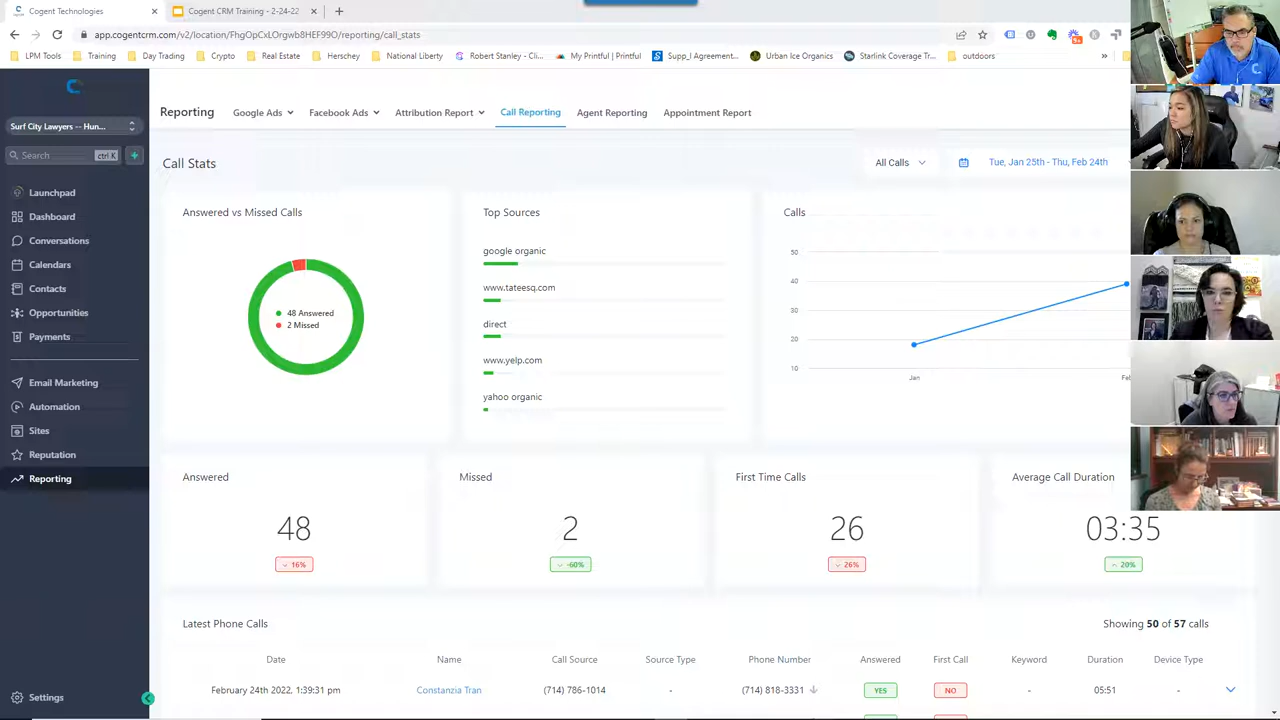 Cogent Technologies
Cogent CRM Training - 2-24-22
app.cogentcrm.com/v2/location/FhgOpCxLOrgwb8HEF99O/reporting/call_stats
LPM Tools
Training
Day Trading
Crypto
Real Estate
Herschey
National Liberty
Robert Stanley - Cli...
My Printful | Printful
Supp_I Agreement...
Urban Ice Organics
Starlink Coverage Tr...
outdoors
»
Surf City Lawyers -- Hun...
Search
ctrl K
Launchpad
Dashboard
Conversations
Calendars
Contacts
Opportunities
Payments
Email Marketing
Automation
Sites
Reputation
Reporting
Settings
Reporting
Google Ads
Facebook Ads
Attribution Report
Call Reporting
Agent Reporting
Appointment Report
Call Stats
All Calls
Tue, Jan 25th - Thu, Feb 24th
Answered vs Missed Calls
48 Answered
2 Missed
Top Sources
google organic
www.tateesq.com
direct
www.yelp.com
yahoo organic
Calls
50
40
30
20
10
Jan
Feb
Answered
48
16%
Missed
2
-60%
First Time Calls
26
26%
Average Call Duration
03:35
20%
Latest Phone Calls
Showing 50 of 57 calls
Date Name Call Source Source Type Phone Number Answered First Call Keyword Duration Device Type
February 24th 2022, 1:39:31 pm Constanzia Tran (714) 786-1014 - (714) 818-3331 YES NO - 05:51 -